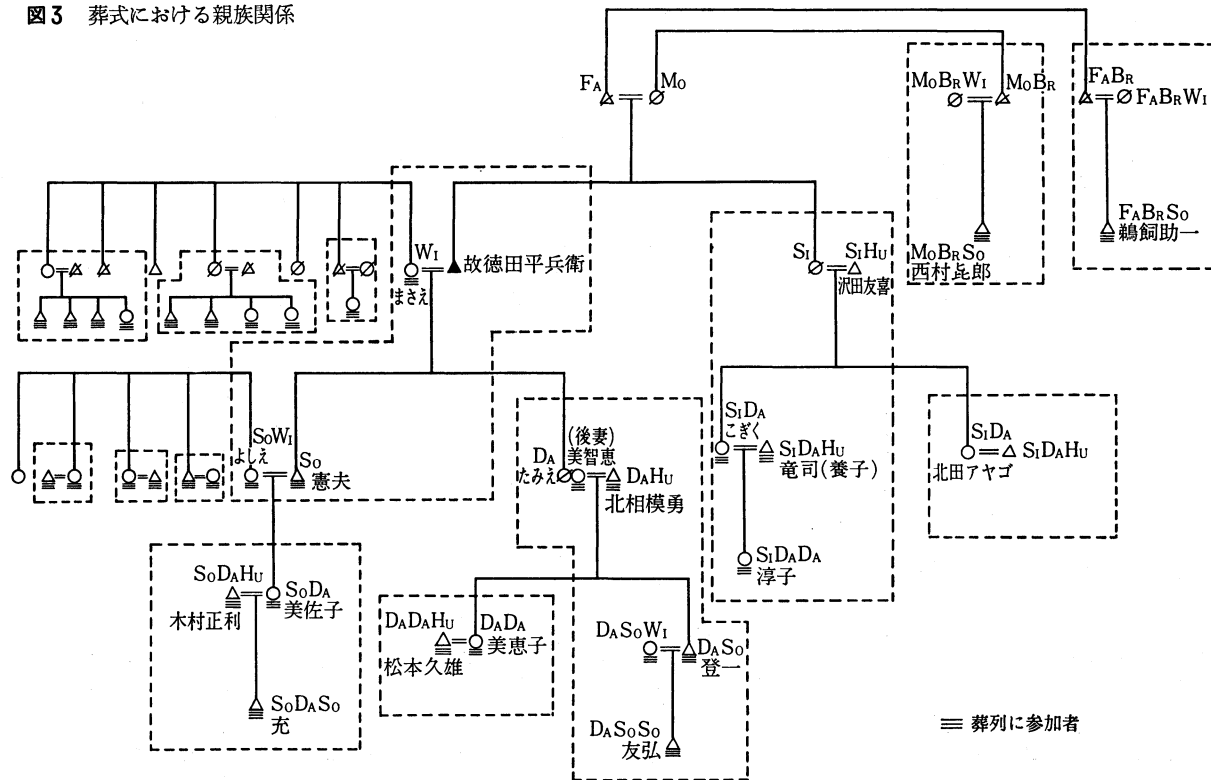 図3 葬式における親族関係
FA
MO
MOBRWI
MOBR
FABR
FABRWI
FABRSO
鵜飼助一
MOBRSO
西村㐂郎
WI
まさえ
故徳田平兵衛
SI
SIHU
沢田友喜
SOWI
よしえ
SO
憲夫
DA
たみえ
(後妻)
美智恵
DAHU
北相模勇
SIDA
こぎく
SIDAHU
竜司(養子)
SIDA
北田アヤゴ
SIDAHU
SIDADA
淳子
SODAHU
木村正利
SODA
美佐子
SODASO
充
DADAHU
松本久雄
DADA
美恵子
DASOWI
DASO
登一
DASOSO
友弘
葬列に参加者